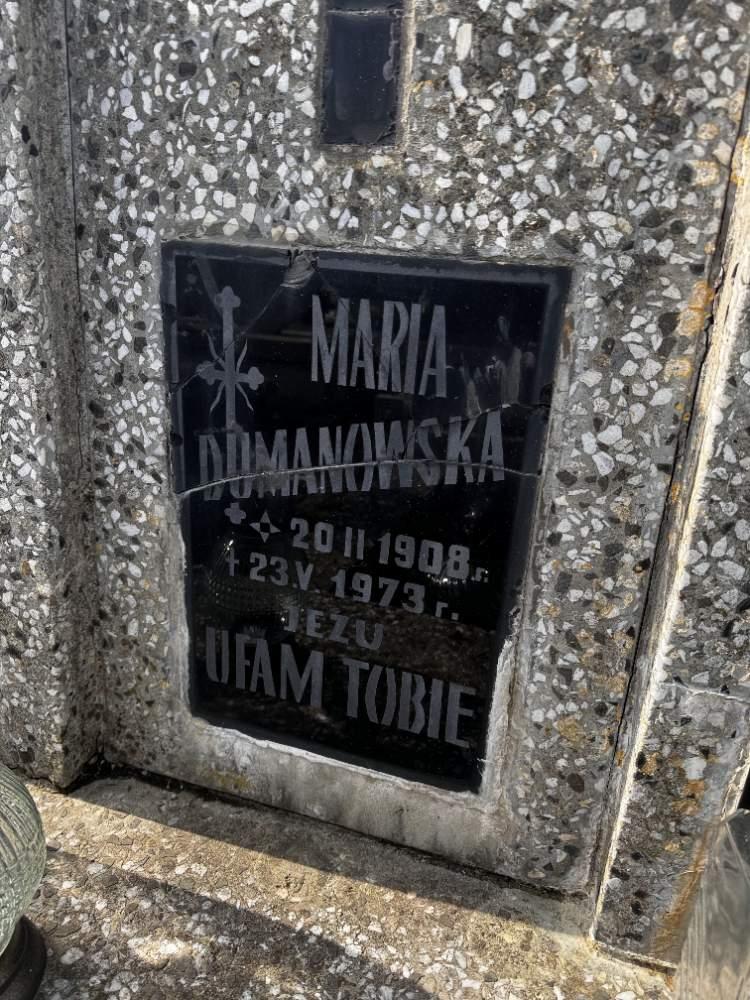 MARIA
DUMANOWSKA
20 II 1908 r.
23.V. 1973 r.
JEZU
UFAM TOBIE